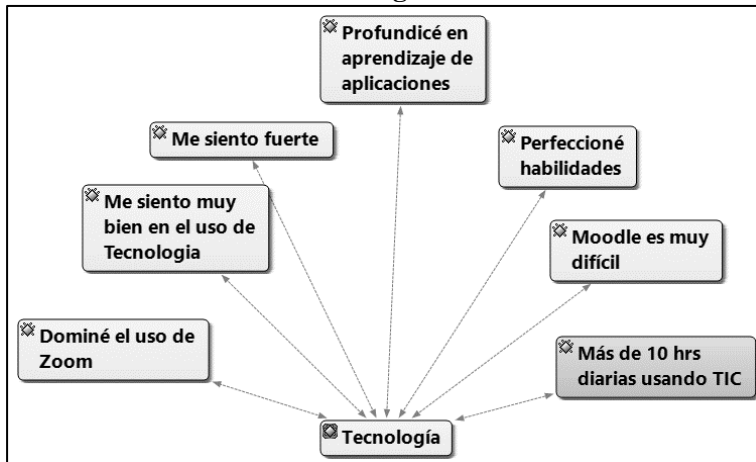 Profundicé en
aprendizaje de
aplicaciones
Me siento fuerte
Perfeccioné
habilidades
Me siento muy
bien en el uso de
Tecnologia
Moodle es muy
difícil
Dominé el uso de
Zoom
Más de 10 hrs
diarias usando TIC
Tecnología